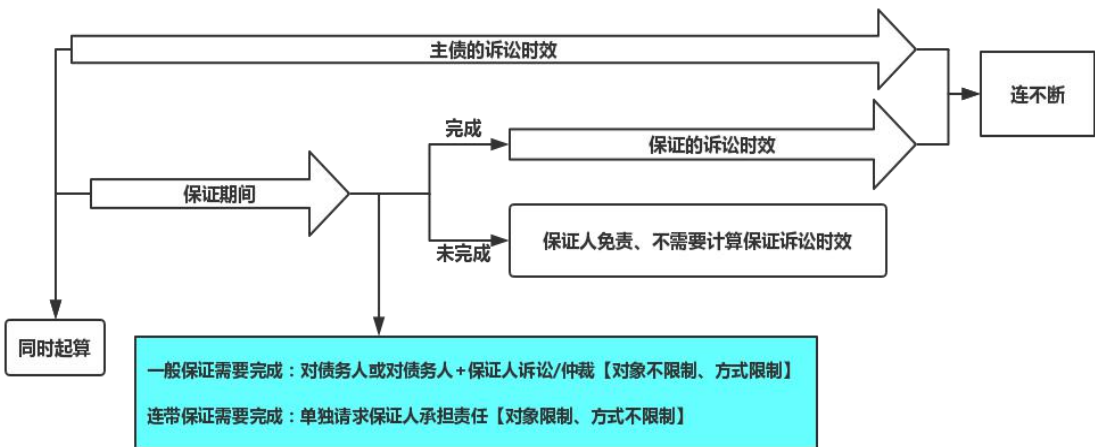 主债的诉讼时效
连不断
完成
保证的诉讼时效
保证期间
未完成
保证人免责、不需要计算保证诉讼时效
同时起算
一般保证需要完成：对债务人或对债务人+保证人诉讼/仲裁【对象不限制、方式限制】
连带保证需要完成：单独请求保证人承担责任【对象限制、方式不限制】